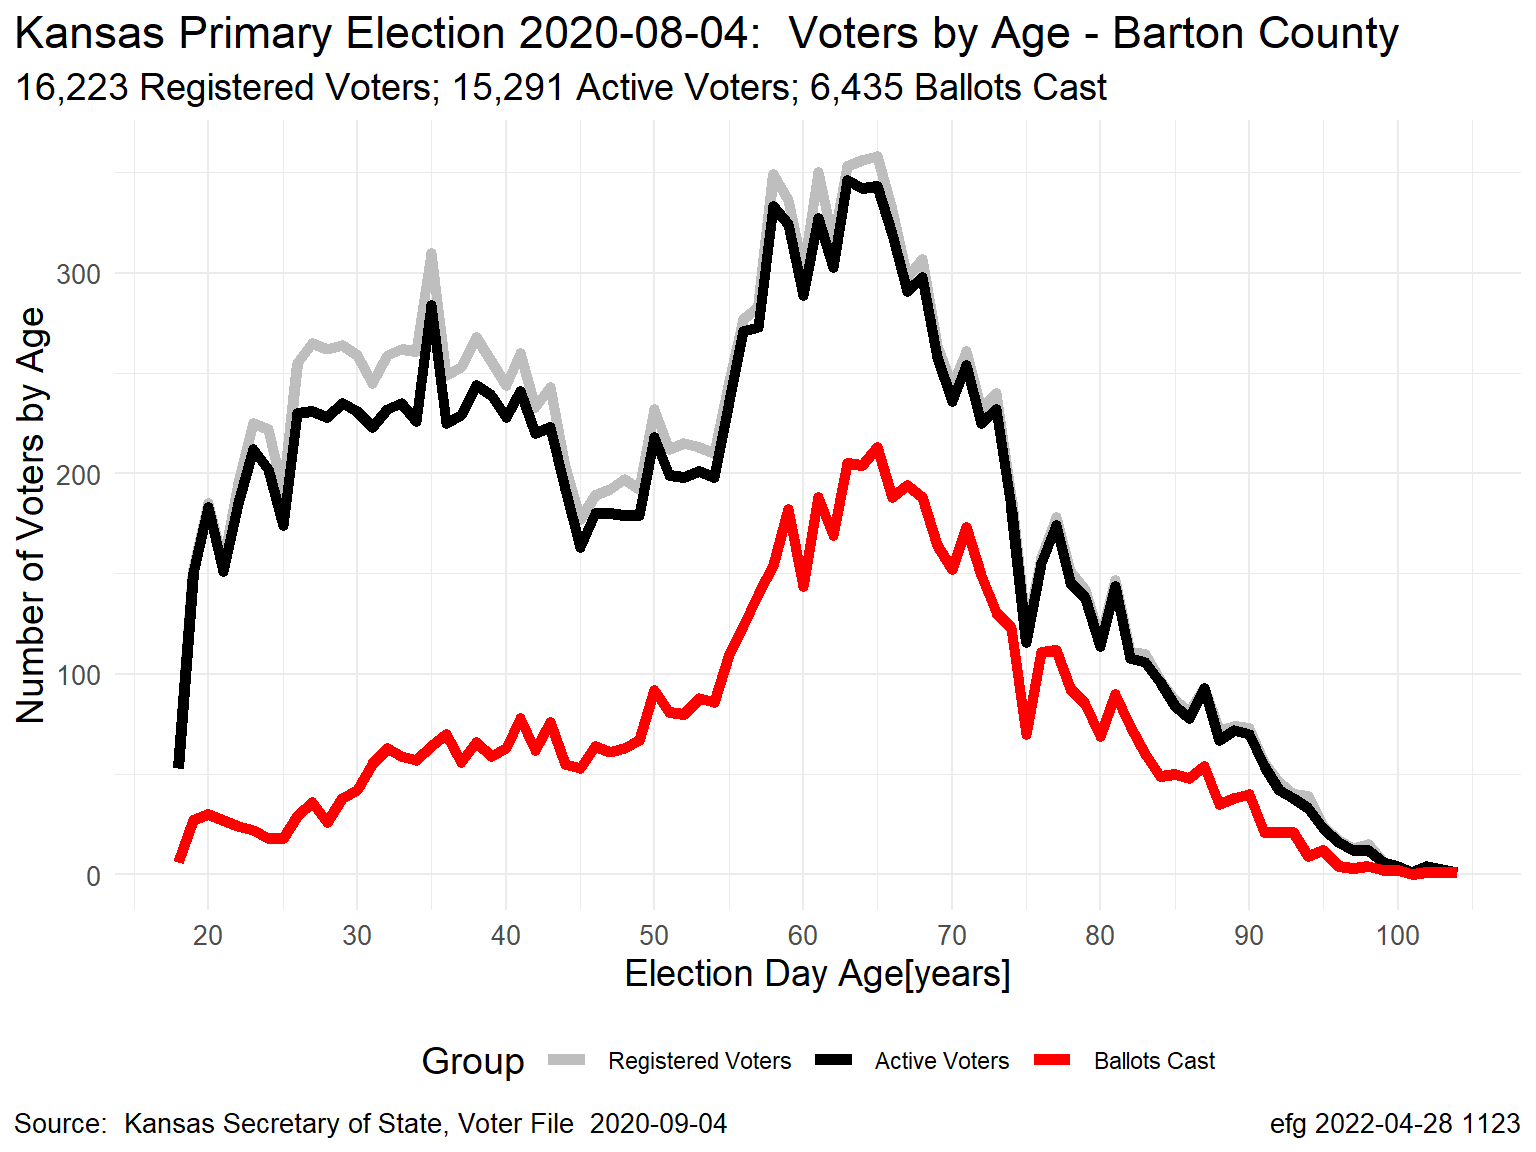 Kansas Primary Election 2020-08-04:  Voters by Age - Barton County
16,223 Registered Voters; 15,291 Active Voters; 6,435 Ballots Cast
Number of Voters by Age
300
200
100
0
20 30 40 50 60 70 80 90 100
Election Day Age[years]
Group Registered Voters Active Voters Ballots Cast
Source:  Kansas Secretary of State, Voter File  2020-09-04
efg 2022-04-28 1123